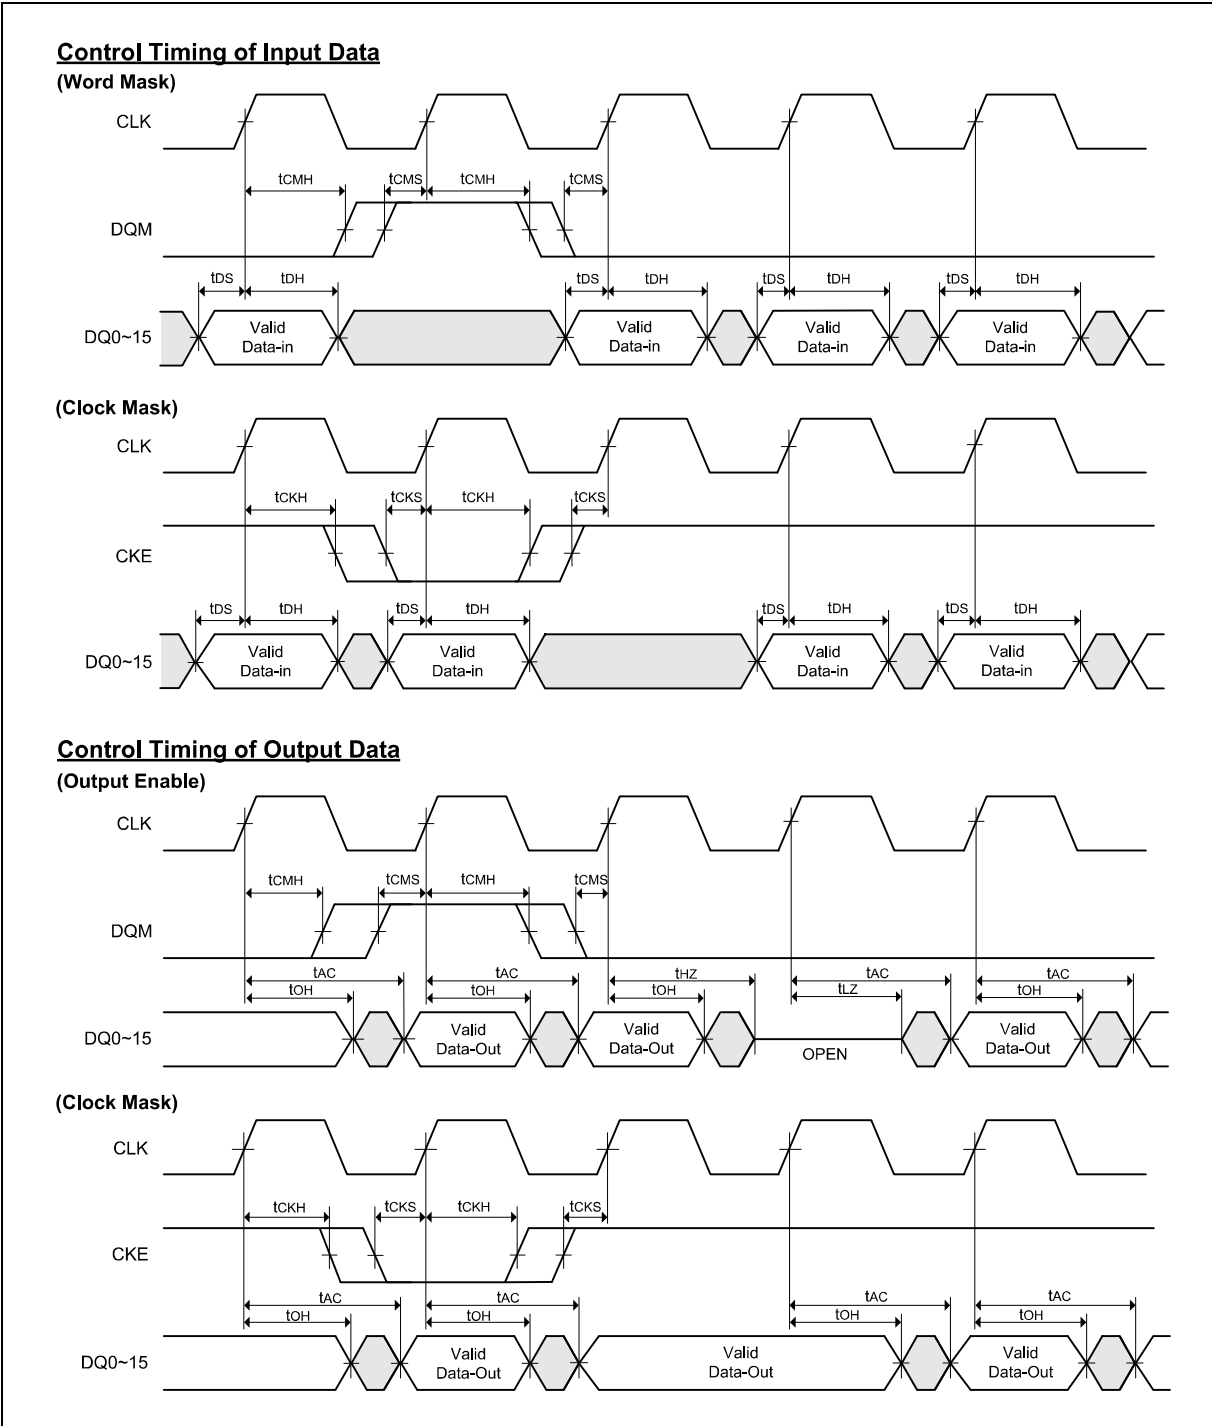 Control Timing of Input Data
(Word Mask)
CLK
tCMH tCMS tCMH tCMS
DQM
tDS tDH tDS tDH tDS tDH tDS tDH
DQ0~15
Valid Data-in
Valid Data-in
Valid Data-in
Valid Data-in
(Clock Mask)
CLK
tCKH tCKS tCKH tCKS
CKE
tDS tDH tDS tDH tDS tDH tDS tDH
DQ0~15
Valid Data-in
Valid Data-in
Valid Data-in
Valid Data-in
Control Timing of Output Data
(Output Enable)
CLK
tCMH tCMS tCMH tCMS
DQM
tAC tAC tHZ tAC tAC
tOH tOH tOH tLZ tOH
DQ0~15
Valid Data-Out
Valid Data-Out
OPEN
Valid Data-Out
(Clock Mask)
CLK
tCKH tCKS tCKH tCKS
CKE
tAC tAC tAC tAC
tOH tOH tOH tOH
DQ0~15
Valid Data-Out
Valid Data-Out
Valid Data-Out